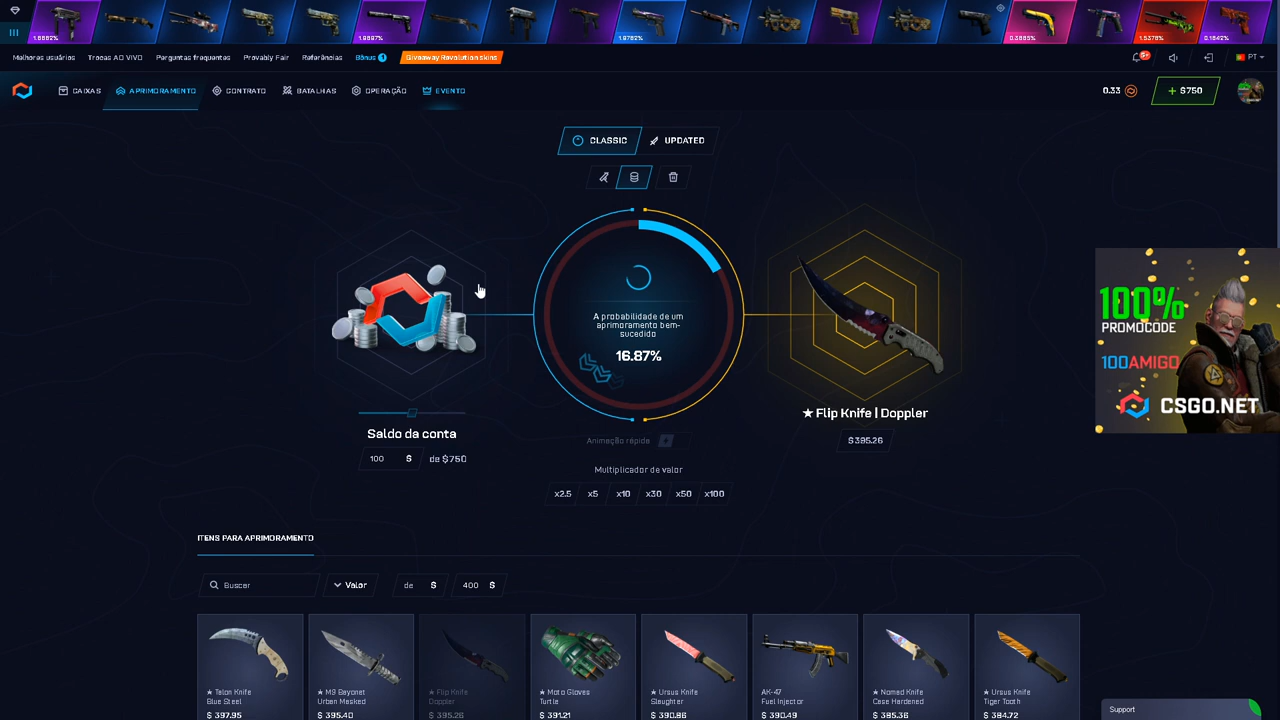 1.6662%
1.9897%
1.9762%
0.3865%
1.5376%
0.1642%
Melhores usuários Trocas AO VIVO Perguntas frequentes Provably Fair Referências Bônus Giveaway Revolution skins
5+
PT
CAIXAS APRIMORAMENTO CONTRATO BATALHAS OPERAÇÃO EVENTO
0.33
+ $750
CLASSIC UPDATED
A probabilidade de um
aprimoramento bem-
sucedido
16.87%
100%
PROMOCODE
100AMIGO
CSGO.NET
★ Flip Knife | Doppler
$395.26
Saldo da conta
100 $ de $750
Animação rápida
Multiplicador de valor
x2.5 x5 x10 x30 x50 x100
ITENS PARA APRIMORAMENTO
Buscar Valor de $ 400 $
★ Talon Knife
Blue Steel
$ 397.95
★ M9 Bayonet
Urban Masked
$ 395.40
★ Flip Knife
Doppler
$ 395.26
★ Moto Gloves
Turtle
$ 391.21
★ Ursus Knife
Slaughter
$ 390.86
AK-47
Fuel Injector
$ 390.49
★ Nomad Knife
Case Hardened
$ 385.36
★ Ursus Knife
Tiger Tooth
$ 384.72
Support